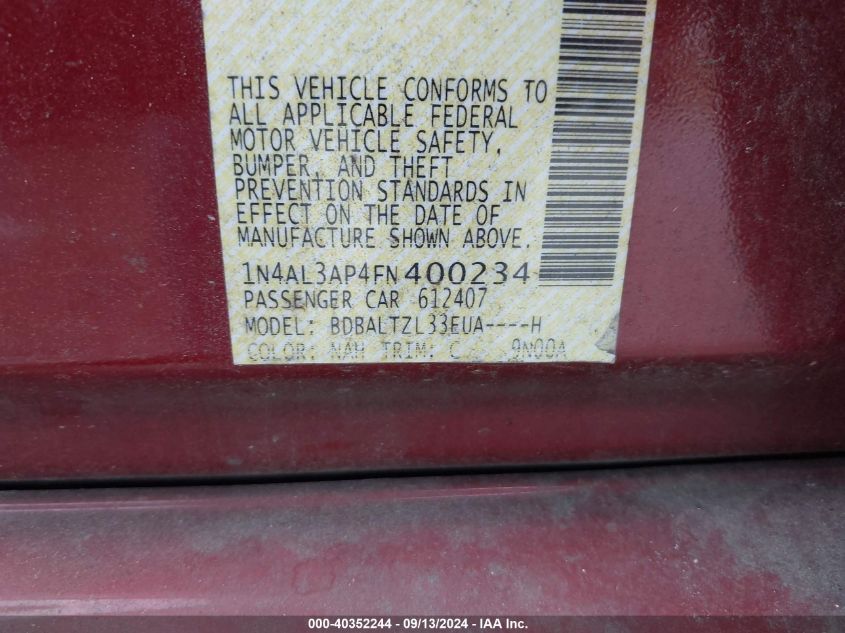 THIS VEHICLE CONFORMS TO
ALL APPLICABLE FEDERAL
MOTOR VEHICLE SAFETY,
BUMPER, AND THEFT
PREVENTION STANDARDS IN
EFFECT ON THE DATE OF
MANUFACTURE SHOWN ABOVE.
1N4AL3AP4FN400234
PASSENGER CAR 612407
MODEL: BDBALTZL33EUA----H
COLOR: NAH TRIM: C 9N00A
000-40352244 - 09/13/2024 - IAA Inc.